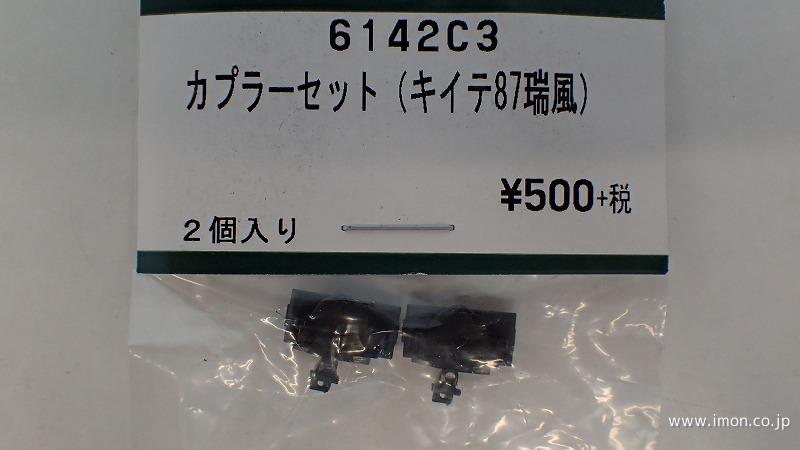 6142C3
カプラーセット(キイテ87瑞風)
¥500+税
2個入り
www.imon.co.jp